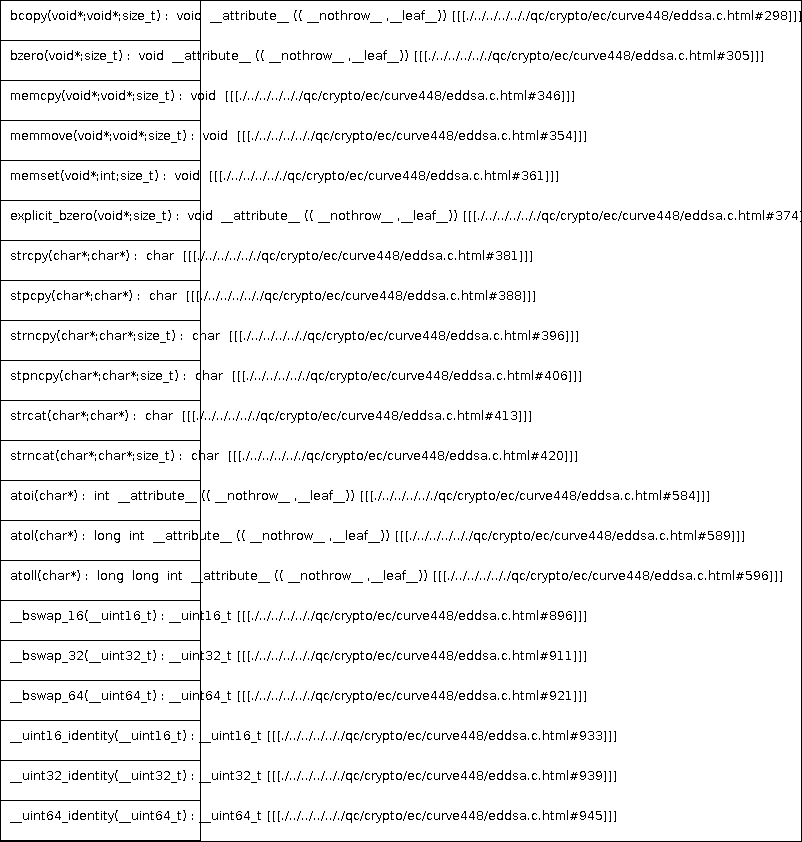 bcopy(void*;void*;size_t) : void __attribute__ (( __nothrow__ ,__leaf__)) [[[./../../../../../qc/crypto/ec/curve448/eddsa.c.html#298]]]
bzero(void*;size_t) : void __attribute__ (( __nothrow__ ,__leaf__)) [[[./../../../../../qc/crypto/ec/curve448/eddsa.c.html#305]]]
memcpy(void*;void*;size_t) : void [[[./../../../../../qc/crypto/ec/curve448/eddsa.c.html#346]]]
memmove(void*;void*;size_t) : void [[[./../../../../../qc/crypto/ec/curve448/eddsa.c.html#354]]]
memset(void*;int;size_t) : void [[[./../../../../../qc/crypto/ec/curve448/eddsa.c.html#361]]]
explicit_bzero(void*;size_t) : void __attribute__ (( __nothrow__ ,__leaf__)) [[[./../../../../../qc/crypto/ec/curve448/eddsa.c.html#374]
strcpy(char*;char*) : char [[[./../../../../../qc/crypto/ec/curve448/eddsa.c.html#381]]]
stpcpy(char*;char*) : char [[[./../../../../../qc/crypto/ec/curve448/eddsa.c.html#388]]]
strncpy(char*;char*;size_t) : char [[[./../../../../../qc/crypto/ec/curve448/eddsa.c.html#396]]]
stpncpy(char*;char*;size_t) : char [[[./../../../../../qc/crypto/ec/curve448/eddsa.c.html#406]]]
strcat(char*;char*) : char [[[./../../../../../qc/crypto/ec/curve448/eddsa.c.html#413]]]
strncat(char*;char*;size_t) : char [[[./../../../../../qc/crypto/ec/curve448/eddsa.c.html#420]]]
atoi(char*) : int __attribute__ (( __nothrow__ ,__leaf__)) [[[./../../../../../qc/crypto/ec/curve448/eddsa.c.html#584]]]
atol(char*) : long int __attribute__ (( __nothrow__ ,__leaf__)) [[[./../../../../../qc/crypto/ec/curve448/eddsa.c.html#589]]]
atoll(char*) : long long int __attribute__ (( __nothrow__ ,__leaf__)) [[[./../../../../../qc/crypto/ec/curve448/eddsa.c.html#596]]]
__bswap_16(__uint16_t) : __uint16_t [[[./../../../../../qc/crypto/ec/curve448/eddsa.c.html#896]]]
__bswap_32(__uint32_t) : __uint32_t [[[./../../../../../qc/crypto/ec/curve448/eddsa.c.html#911]]]
__bswap_64(__uint64_t) : __uint64_t [[[./../../../../../qc/crypto/ec/curve448/eddsa.c.html#921]]]
__uint16_identity(__uint16_t) : __uint16_t [[[./../../../../../qc/crypto/ec/curve448/eddsa.c.html#933]]]
__uint32_identity(__uint32_t) : __uint32_t [[[./../../../../../qc/crypto/ec/curve448/eddsa.c.html#939]]]
__uint64_identity(__uint64_t) : __uint64_t [[[./../../../../../qc/crypto/ec/curve448/eddsa.c.html#945]]]